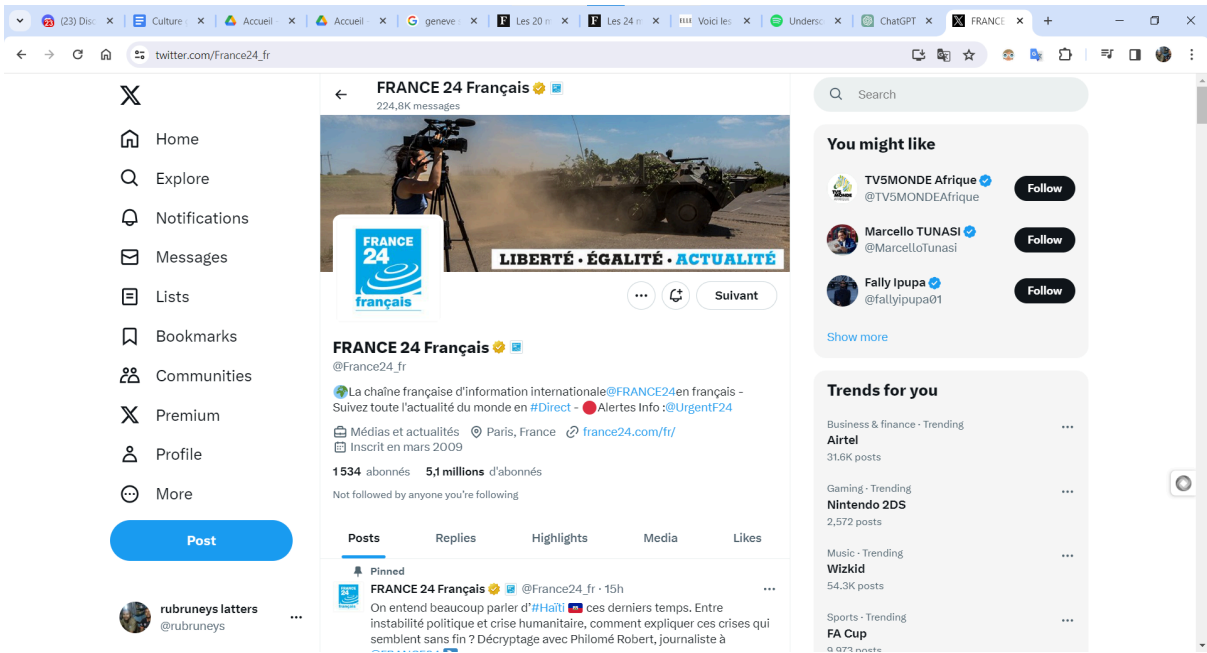 (23) Disc
Culture g
Accueil -
Accueil -
geneve c
Les 20 m
Les 24 m
Voici les
Undersc
ChatGPT
FRANCE
twitter.com/France24_fr
Home
Explore
Notifications
Messages
Lists
Bookmarks
Communities
Premium
Profile
More
Post
rubruneys latters
@rubruneys
FRANCE 24 Français
224,8K messages
LIBERTÉ · ÉGALITÉ · ACTUALITÉ
FRANCE
24
français
Suivant
FRANCE 24 Français
@France24_fr
La chaîne française d'information internationale@FRANCE24en français -
Suivez toute l'actualité du monde en #Direct - Alertes Info :@UrgentF24
Médias et actualités Paris, France france24.com/fr/
Inscrit en mars 2009
1 534 abonnés 5,1 millions d'abonnés
Not followed by anyone you're following
Posts Replies Highlights Media Likes
Pinned
FRANCE 24 Français @France24_fr · 15h
On entend beaucoup parler d'#Haïti ces derniers temps. Entre
instabilité politique et crise humanitaire, comment expliquer ces crises qui
semblent sans fin ? Décryptage avec Philomé Robert, journaliste à
@FRANCE24
Search
You might like
TV5MONDE Afrique
@TV5MONDEAfrique
Follow
Marcello TUNASI
@MarcelloTunasi
Follow
Fally Ipupa
@fallyipupa01
Follow
Show more
Trends for you
Business & finance · Trending
Airtel
31.6K posts
Gaming · Trending
Nintendo 2DS
2,572 posts
Music · Trending
Wizkid
54.3K posts
Sports · Trending
FA Cup
9,973 posts